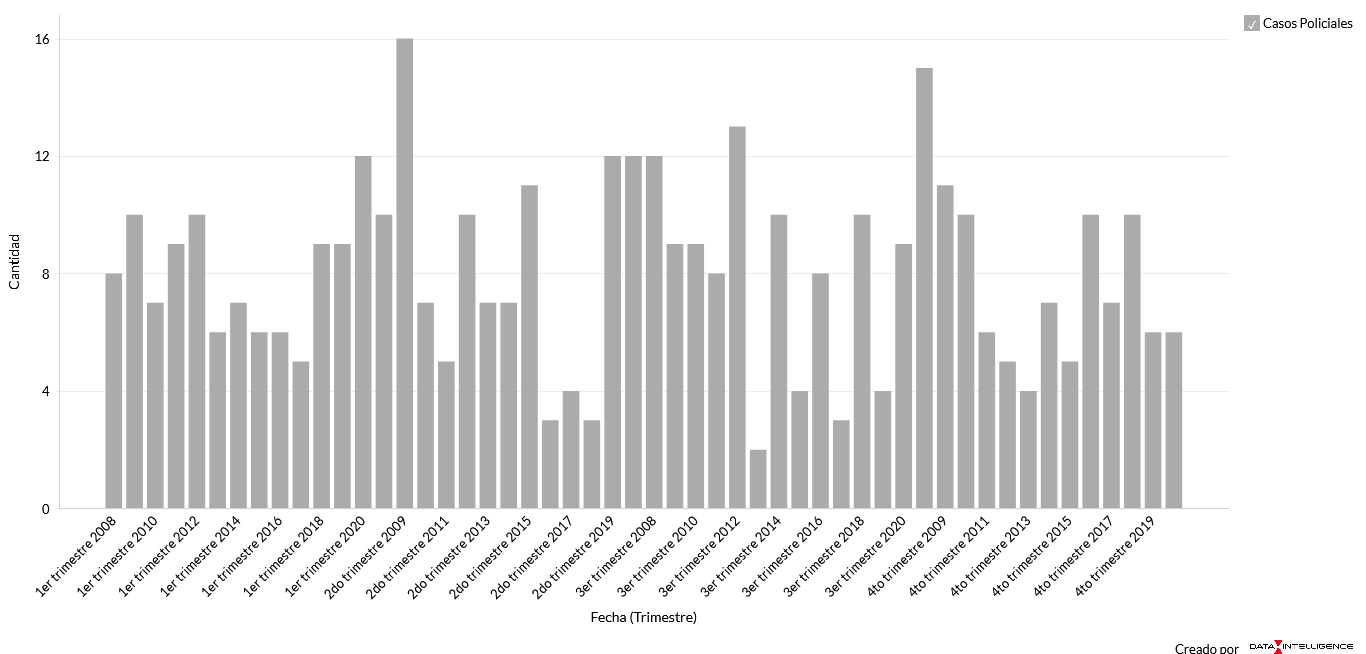 Casos Policiales
16
12
8
4
0
Cantidad
1er trimestre 2008
1er trimestre 2010
1er trimestre 2012
1er trimestre 2014
1er trimestre 2016
1er trimestre 2018
1er trimestre 2020
2do trimestre 2009
2do trimestre 2011
2do trimestre 2013
2do trimestre 2015
2do trimestre 2017
2do trimestre 2019
3er trimestre 2008
3er trimestre 2010
3er trimestre 2012
3er trimestre 2014
3er trimestre 2016
3er trimestre 2018
3er trimestre 2020
4to trimestre 2009
4to trimestre 2011
4to trimestre 2013
4to trimestre 2015
4to trimestre 2017
4to trimestre 2019
Fecha (Trimestre)
Creado por DATA INTELLIGENCE